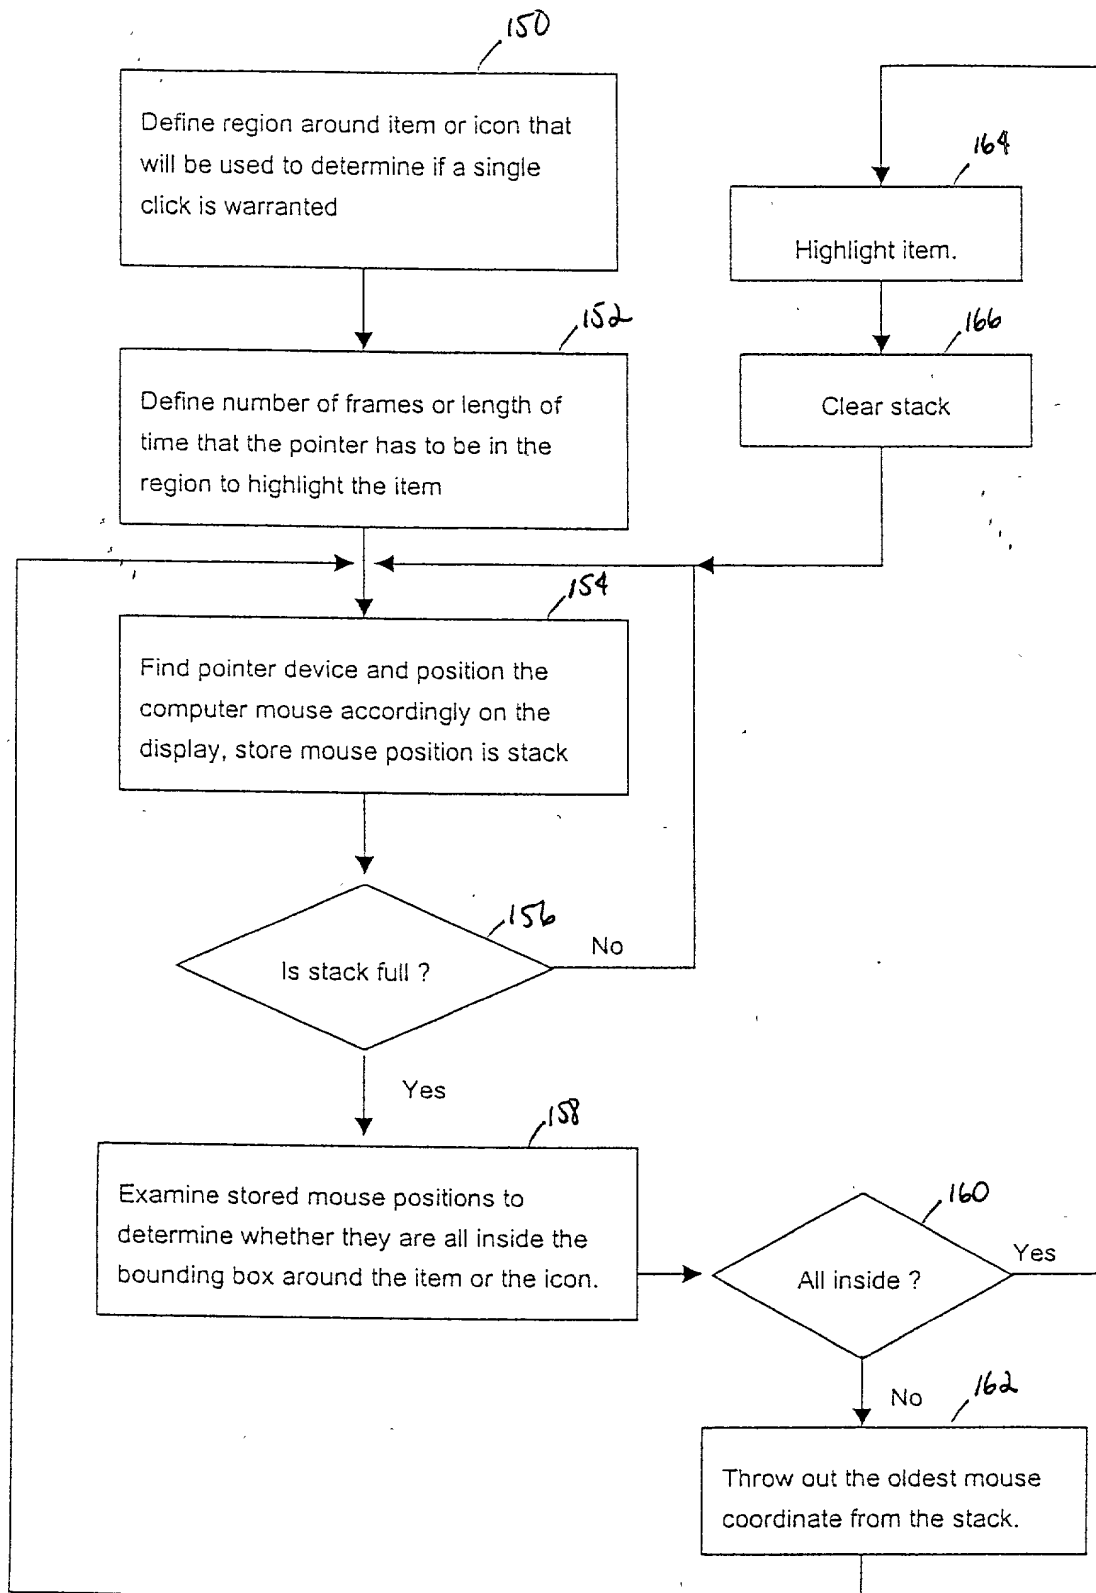 150
Define region around item or icon that
will be used to determine if a single
click is warranted
152
Define number of frames or length of
time that the pointer has to be in the
region to highlight the item
154
Find pointer device and position the
computer mouse accordingly on the
display, store mouse position is stack
156
Is stack full ?
No
Yes
158
Examine stored mouse positions to
determine whether they are all inside the
bounding box around the item or the icon.
160
All inside ?
Yes
No
162
Throw out the oldest mouse
coordinate from the stack.
164
Highlight item.
166
Clear stack